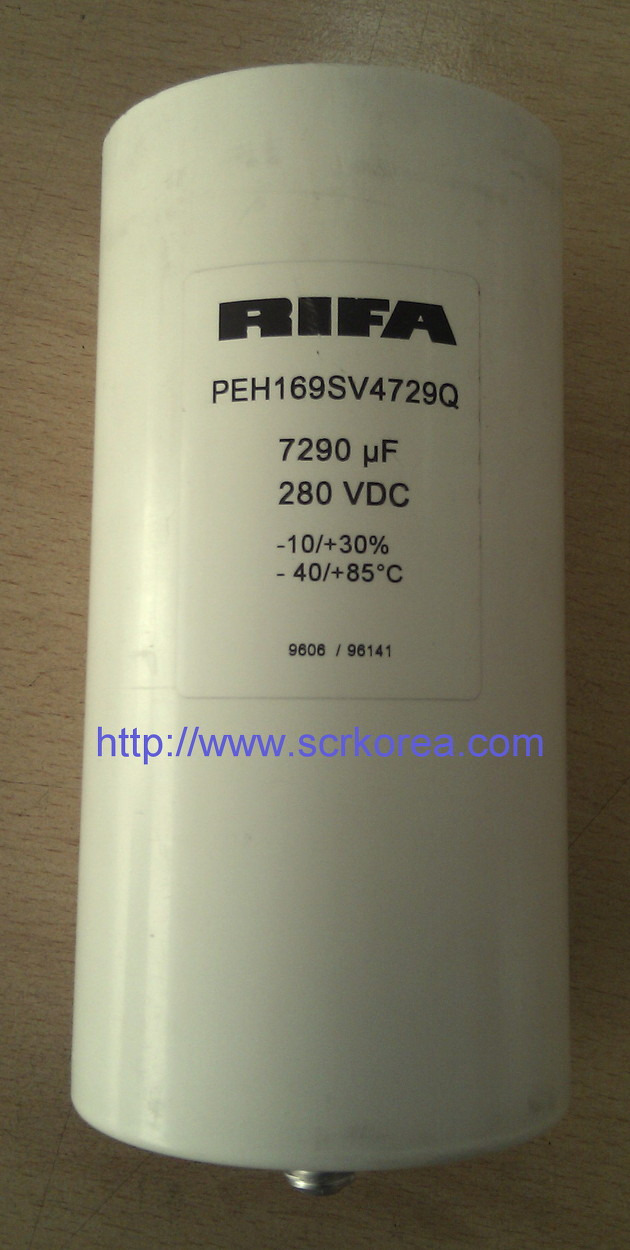 RIFA
PEH169SV4729Q
7290 µF
280 VDC
-10/+30%
- 40/+85°C
9606 / 96141
http://www.scrkorea.com